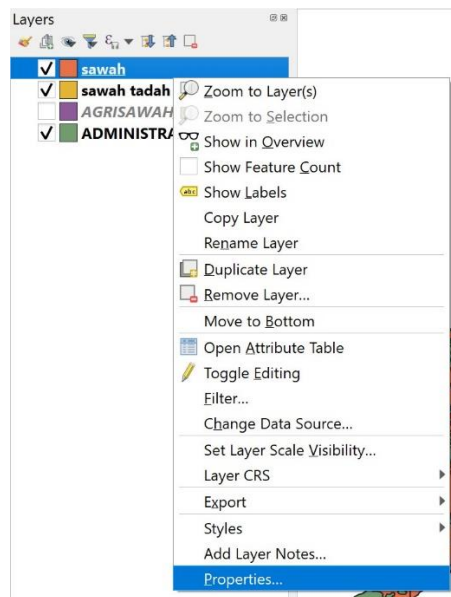 Layers
sawah
sawah tadah
AGRISAWAH
ADMINISTRA
Zoom to Layer(s)
Zoom to Selection
Show in Overview
Show Feature Count
abc Show Labels
Copy Layer
Rename Layer
Duplicate Layer
Remove Layer...
Move to Bottom
Open Attribute Table
Toggle Editing
Filter...
Change Data Source...
Set Layer Scale Visibility...
Layer CRS
Export
Styles
Add Layer Notes...
Properties...